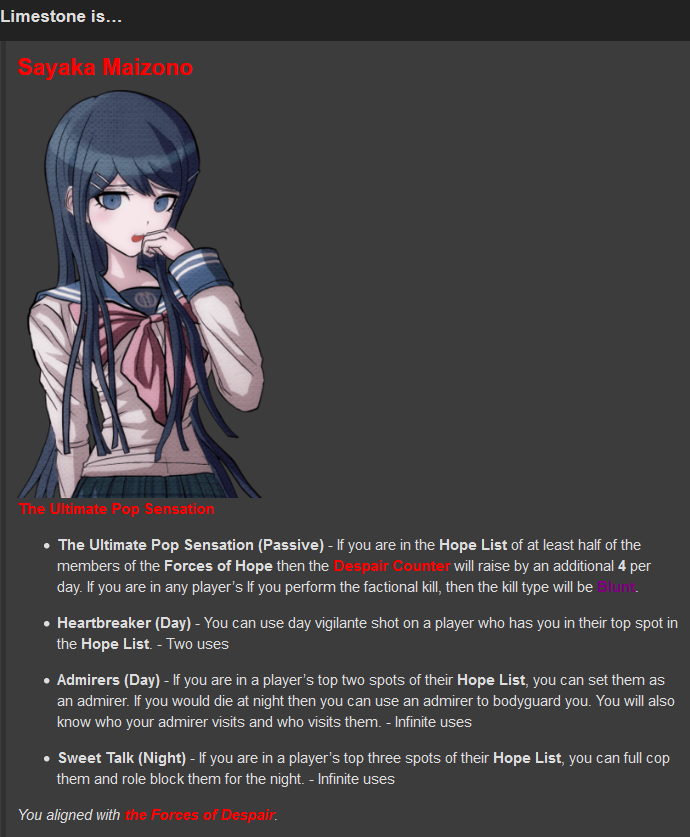 Limestone is…
Sayaka Maizono
The Ultimate Pop Sensation
• The Ultimate Pop Sensation (Passive) - If you are in the Hope List of at least half of the
members of the Forces of Hope then the Despair Counter will raise by an additional 4 per
day. If you are in any player’s If you perform the factional kill, then the kill type will be Blunt.
• Heartbreaker (Day) - You can use day vigilante shot on a player who has you in their top spot in
the Hope List. - Two uses
• Admirers (Day) - If you are in a player’s top two spots of their Hope List, you can set them as
an admirer. If you would die at night then you can use an admirer to bodyguard you. You will also
know who your admirer visits and who visits them. - Infinite uses
• Sweet Talk (Night) - If you are in a player’s top three spots of their Hope List, you can full cop
them and role block them for the night. - Infinite uses
You aligned with the Forces of Despair.